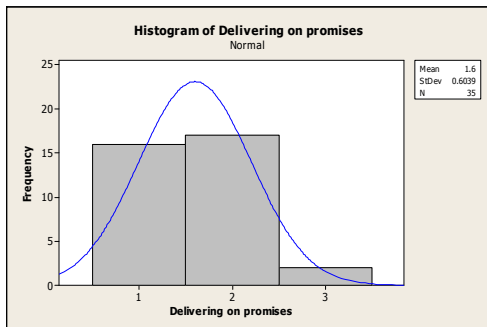 Histogram of Delivering on promises
Normal
Mean 1.6
StDev 0.6039
N 35
25
20
15
10
5
0
Frequency
1 2 3
Delivering on promises